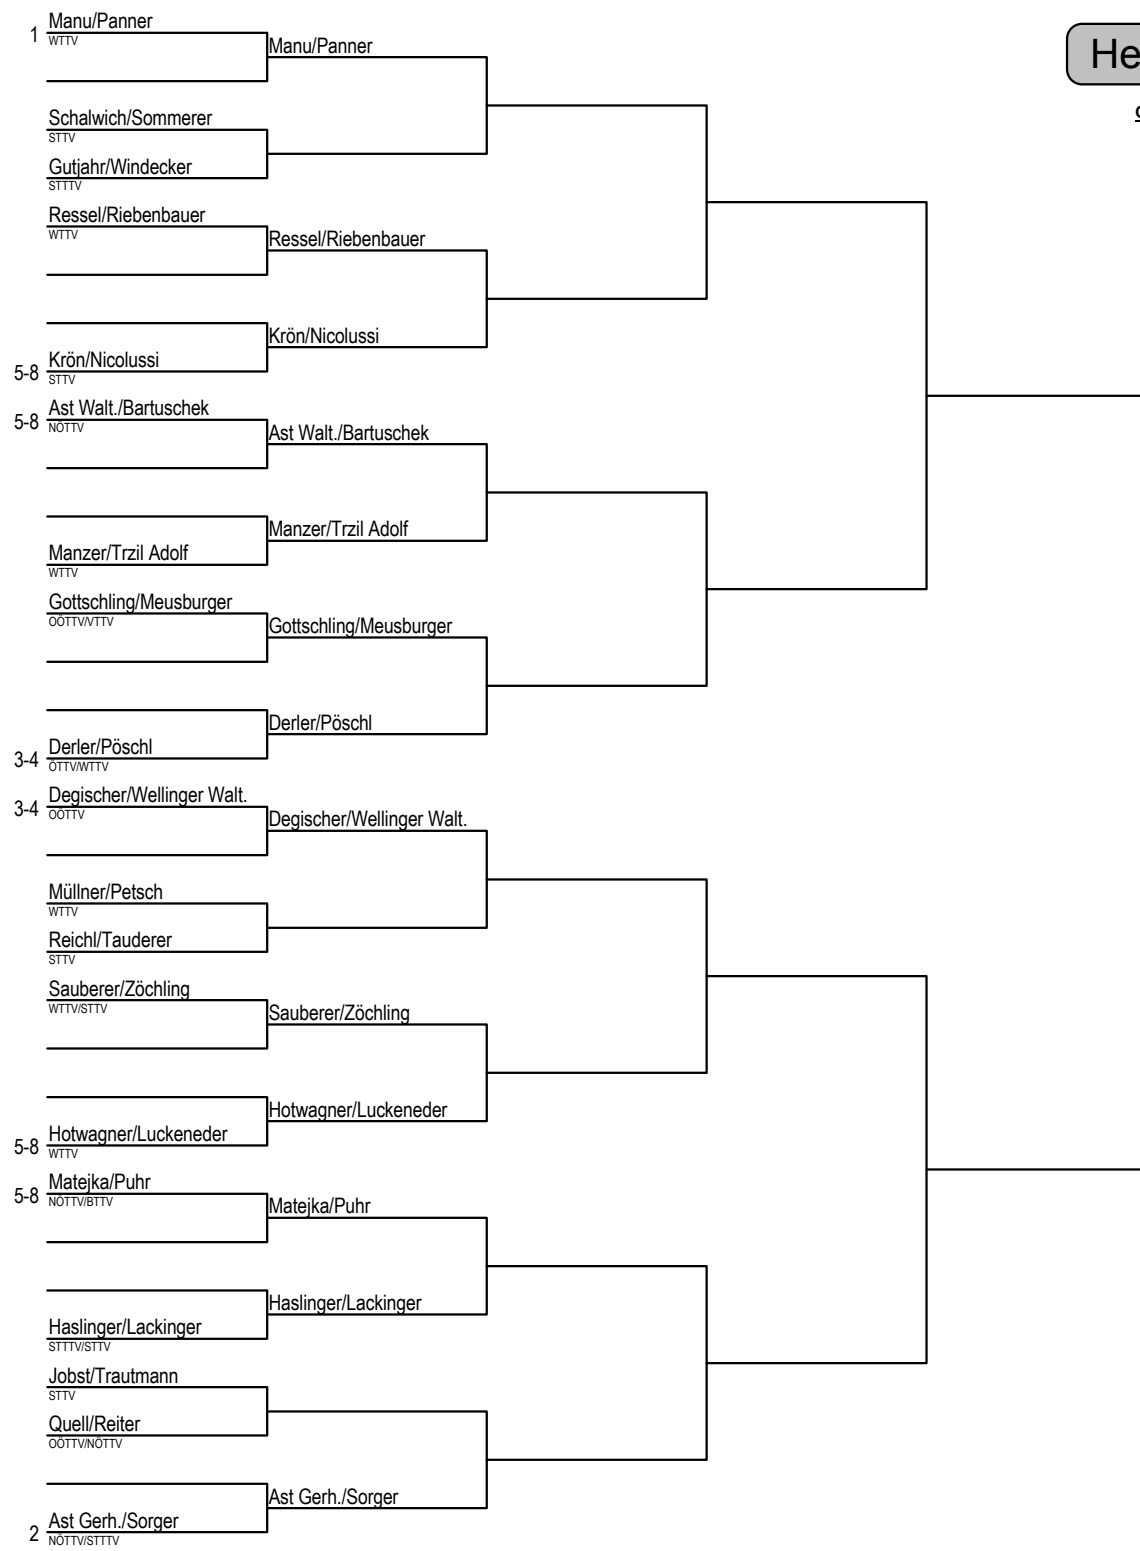 1
Manu/Panner
WTTV
Manu/Panner
He
Schalwich/Sommerer
STTV
Gutjahr/Windecker
STTTV
Ressel/Riebenbauer
WTTV
Ressel/Riebenbauer
Krön/Nicolussi
5-8
Krön/Nicolussi
STTV
5-8
Ast Walt./Bartuschek
NÖTTV
Ast Walt./Bartuschek
Manzer/Trzil Adolf
Manzer/Trzil Adolf
WTTV
Gottschling/Meusburger
OÖTTV/VTTV
Gottschling/Meusburger
Derler/Pöschl
3-4
Derler/Pöschl
ÖTTV/WTTV
3-4
Degischer/Wellinger Walt.
OÖTTV
Degischer/Wellinger Walt.
Müllner/Petsch
WTTV
Reichl/Tauderer
STTV
Sauberer/Zöchling
WTTV/STTV
Sauberer/Zöchling
Hotwagner/Luckeneder
5-8
Hotwagner/Luckeneder
WTTV
5-8
Matejka/Puhr
NÖTTV/BTTV
Matejka/Puhr
Haslinger/Lackinger
Haslinger/Lackinger
STTTV/STTV
Jobst/Trautmann
STTV
Quell/Reiter
OÖTTV/NÖTTV
Ast Gerh./Sorger
2
Ast Gerh./Sorger
NÖTTV/STTTV